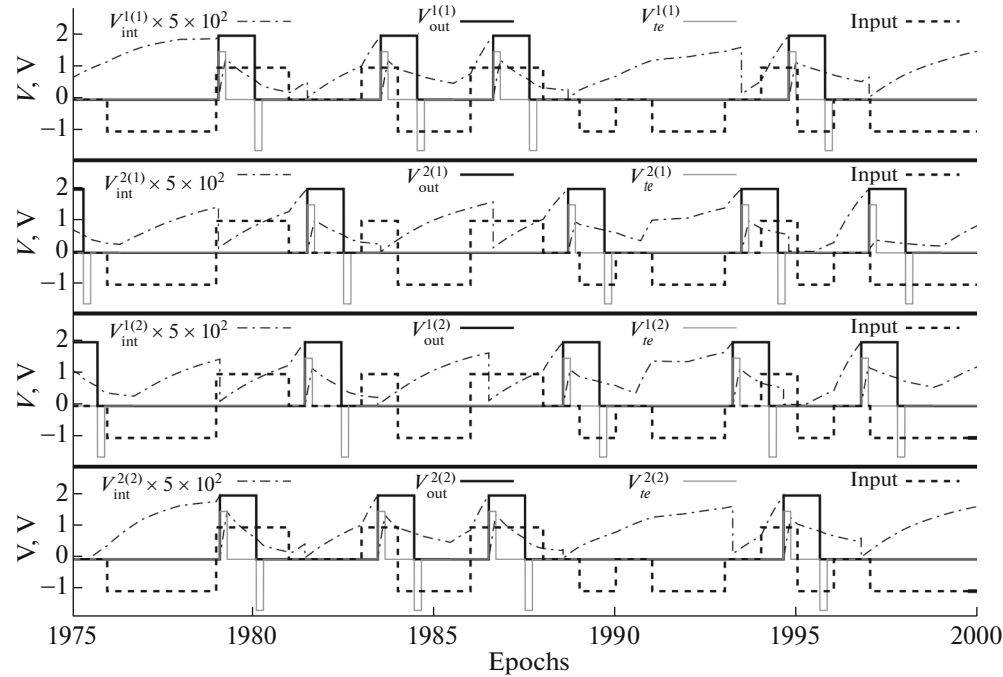 V_int^1(1) × 5 × 10^2 V_out^1(1) V_te^1(1) Input
V, V
2
1
0
−1
V_int^2(1) × 5 × 10^2 V_out^2(1) V_te^2(1) Input
V, V
2
1
0
−1
V_int^1(2) × 5 × 10^2 V_out^1(2) V_te^1(2) Input
V, V
2
1
0
−1
V_int^2(2) × 5 × 10^2 V_out^2(2) V_te^2(2) Input
V, V
2
1
0
−1
1975 1980 1985 1990 1995 2000
Epochs